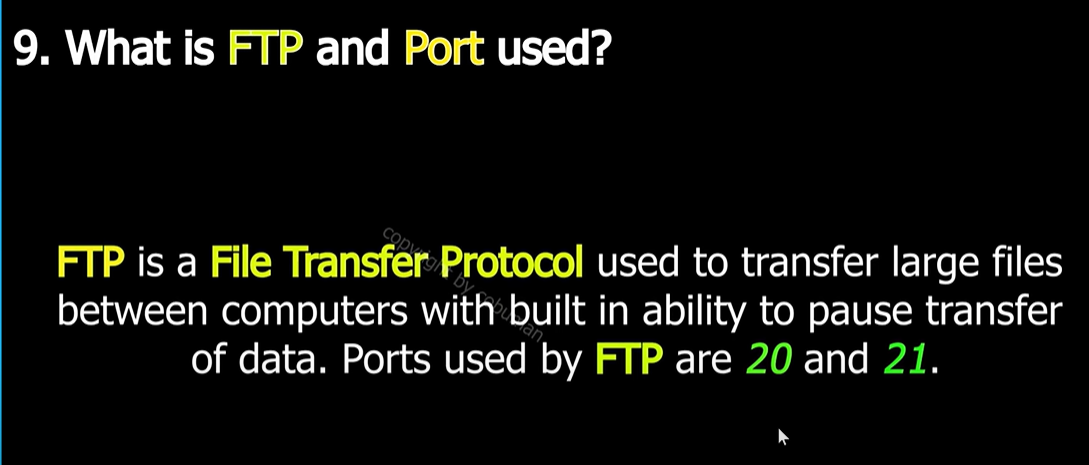 9. What is FTP and Port used?
FTP is a File Transfer Protocol used to transfer large files
between computers with built in ability to pause transfer
of data. Ports used by FTP are 20 and 21.
copyright by